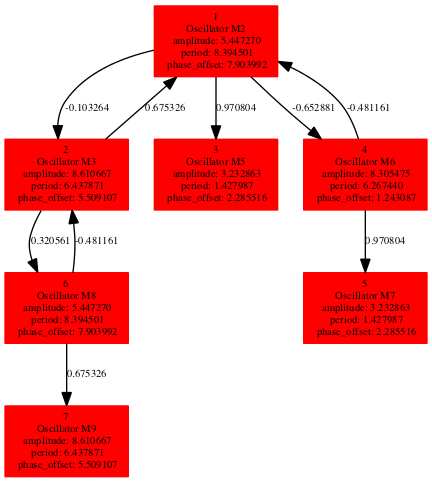 1
Oscillator M2
amplitude: 5.447270
period: 8.394501
phase_offset: 7.903992
-0.103264
0.675326
0.970804
-0.652881
-0.481161
2
Oscillator M3
amplitude: 8.610667
period: 6.437871
phase_offset: 5.509107
3
Oscillator M5
amplitude: 3.232863
period: 1.427987
phase_offset: 2.285516
4
Oscillator M6
amplitude: 8.305475
period: 6.267440
phase_offset: 1.243087
0.320561
-0.481161
0.970804
6
Oscillator M8
amplitude: 5.447270
period: 8.394501
phase_offset: 7.903992
5
Oscillator M7
amplitude: 3.232863
period: 1.427987
phase_offset: 2.285516
0.675326
7
Oscillator M9
amplitude: 8.610667
period: 6.437871
phase_offset: 5.509107